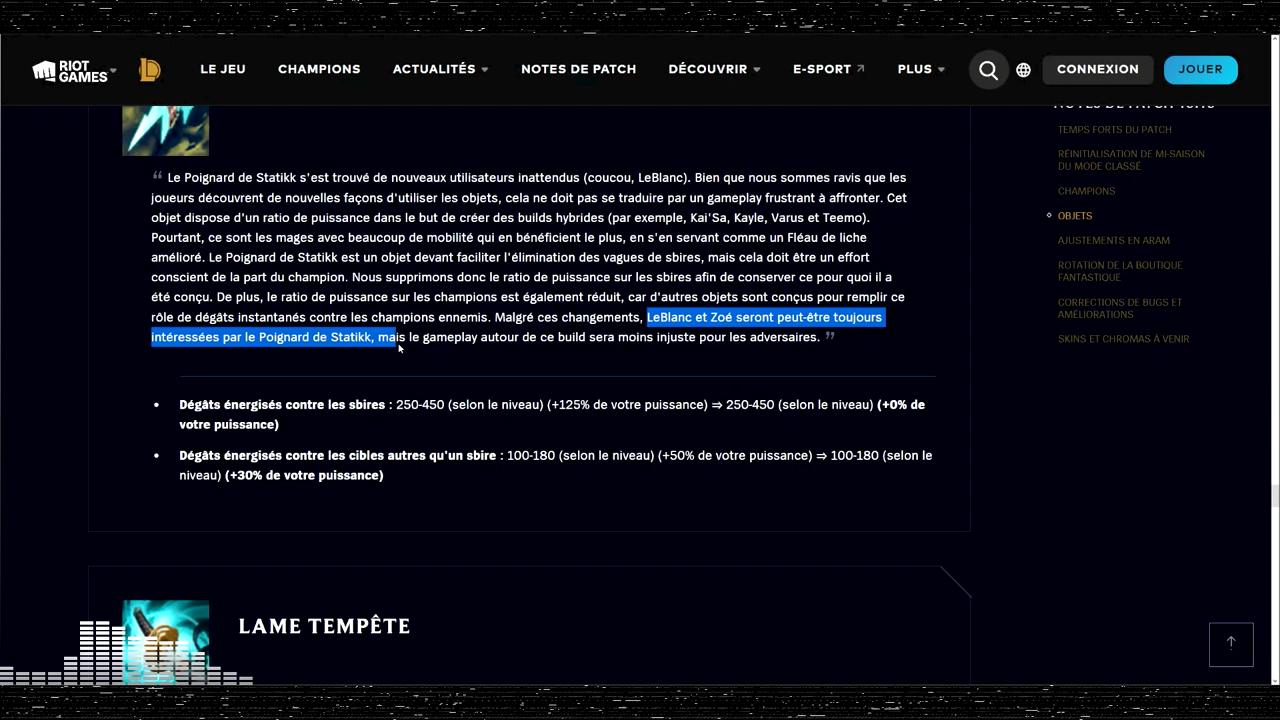 RIOT GAMES
LE JEU
CHAMPIONS
ACTUALITÉS
NOTES DE PATCH
DÉCOUVRIR
E-SPORT
PLUS
CONNEXION
JOUER
“ Le Poignard de Statikk s'est trouvé de nouveaux utilisateurs inattendus (coucou, LeBlanc). Bien que nous sommes ravis que les
joueurs découvrent de nouvelles façons d'utiliser les objets, cela ne doit pas se traduire par un gameplay frustrant à affronter. Cet
objet dispose d'un ratio de puissance dans le but de créer des builds hybrides (par exemple, Kai'Sa, Kayle, Varus et Teemo).
Pourtant, ce sont les mages avec beaucoup de mobilité qui en bénéficient le plus, en s'en servant comme un Fléau de liche
amélioré. Le Poignard de Statikk est un objet devant faciliter l'élimination des vagues de sbires, mais cela doit être un effort
conscient de la part du champion. Nous supprimons donc le ratio de puissance sur les sbires afin de conserver ce pour quoi il a
été conçu. De plus, le ratio de puissance sur les champions est également réduit, car d'autres objets sont conçus pour remplir ce
rôle de dégâts instantanés contre les champions ennemis. Malgré ces changements, LeBlanc et Zoé seront peut-être toujours
intéressées par le Poignard de Statikk, mais le gameplay autour de ce build sera moins injuste pour les adversaires. ”
• Dégâts énergisés contre les sbires : 250-450 (selon le niveau) (+125% de votre puissance) ⇒ 250-450 (selon le niveau) (+0% de
votre puissance)
• Dégâts énergisés contre les cibles autres qu'un sbire : 100-180 (selon le niveau) (+50% de votre puissance) ⇒ 100-180 (selon le
niveau) (+30% de votre puissance)
LAME TEMPÊTE
TEMPS FORTS DU PATCH
RÉINITIALISATION DE MI-SAISON
DU MODE CLASSÉ
CHAMPIONS
OBJETS
AJUSTEMENTS EN ARAM
ROTATION DE LA BOUTIQUE
FANTASTIQUE
CORRECTIONS DE BUGS ET
AMÉLIORATIONS
SKINS ET CHROMAS À VENIR